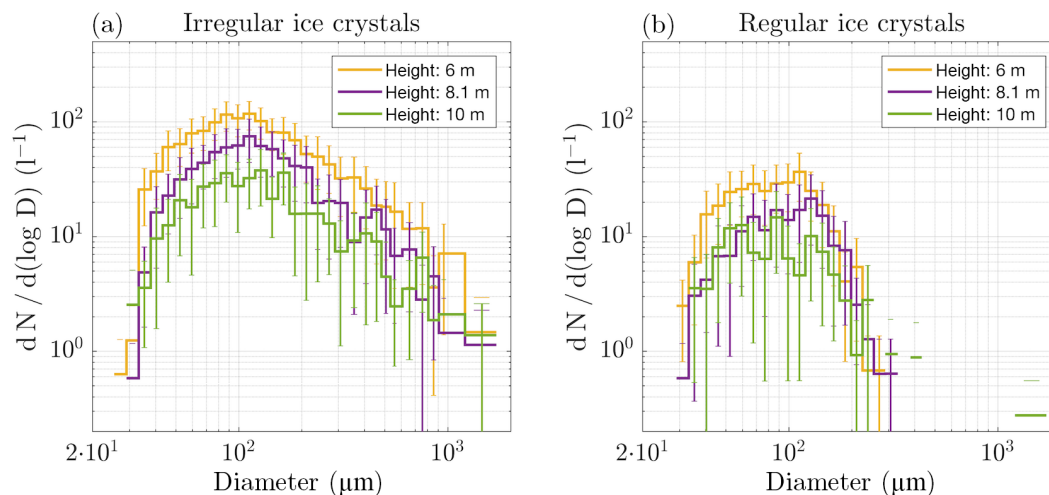 (a) Irregular ice crystals
Height: 6 m
Height: 8.1 m
Height: 10 m
10²
10¹
10⁰
d N / d(log D) (l⁻¹)
2·10¹
10²
10³
Diameter (µm)
(b) Regular ice crystals
Height: 6 m
Height: 8.1 m
Height: 10 m
10²
10¹
10⁰
d N / d(log D) (l⁻¹)
2·10¹
10²
10³
Diameter (µm)